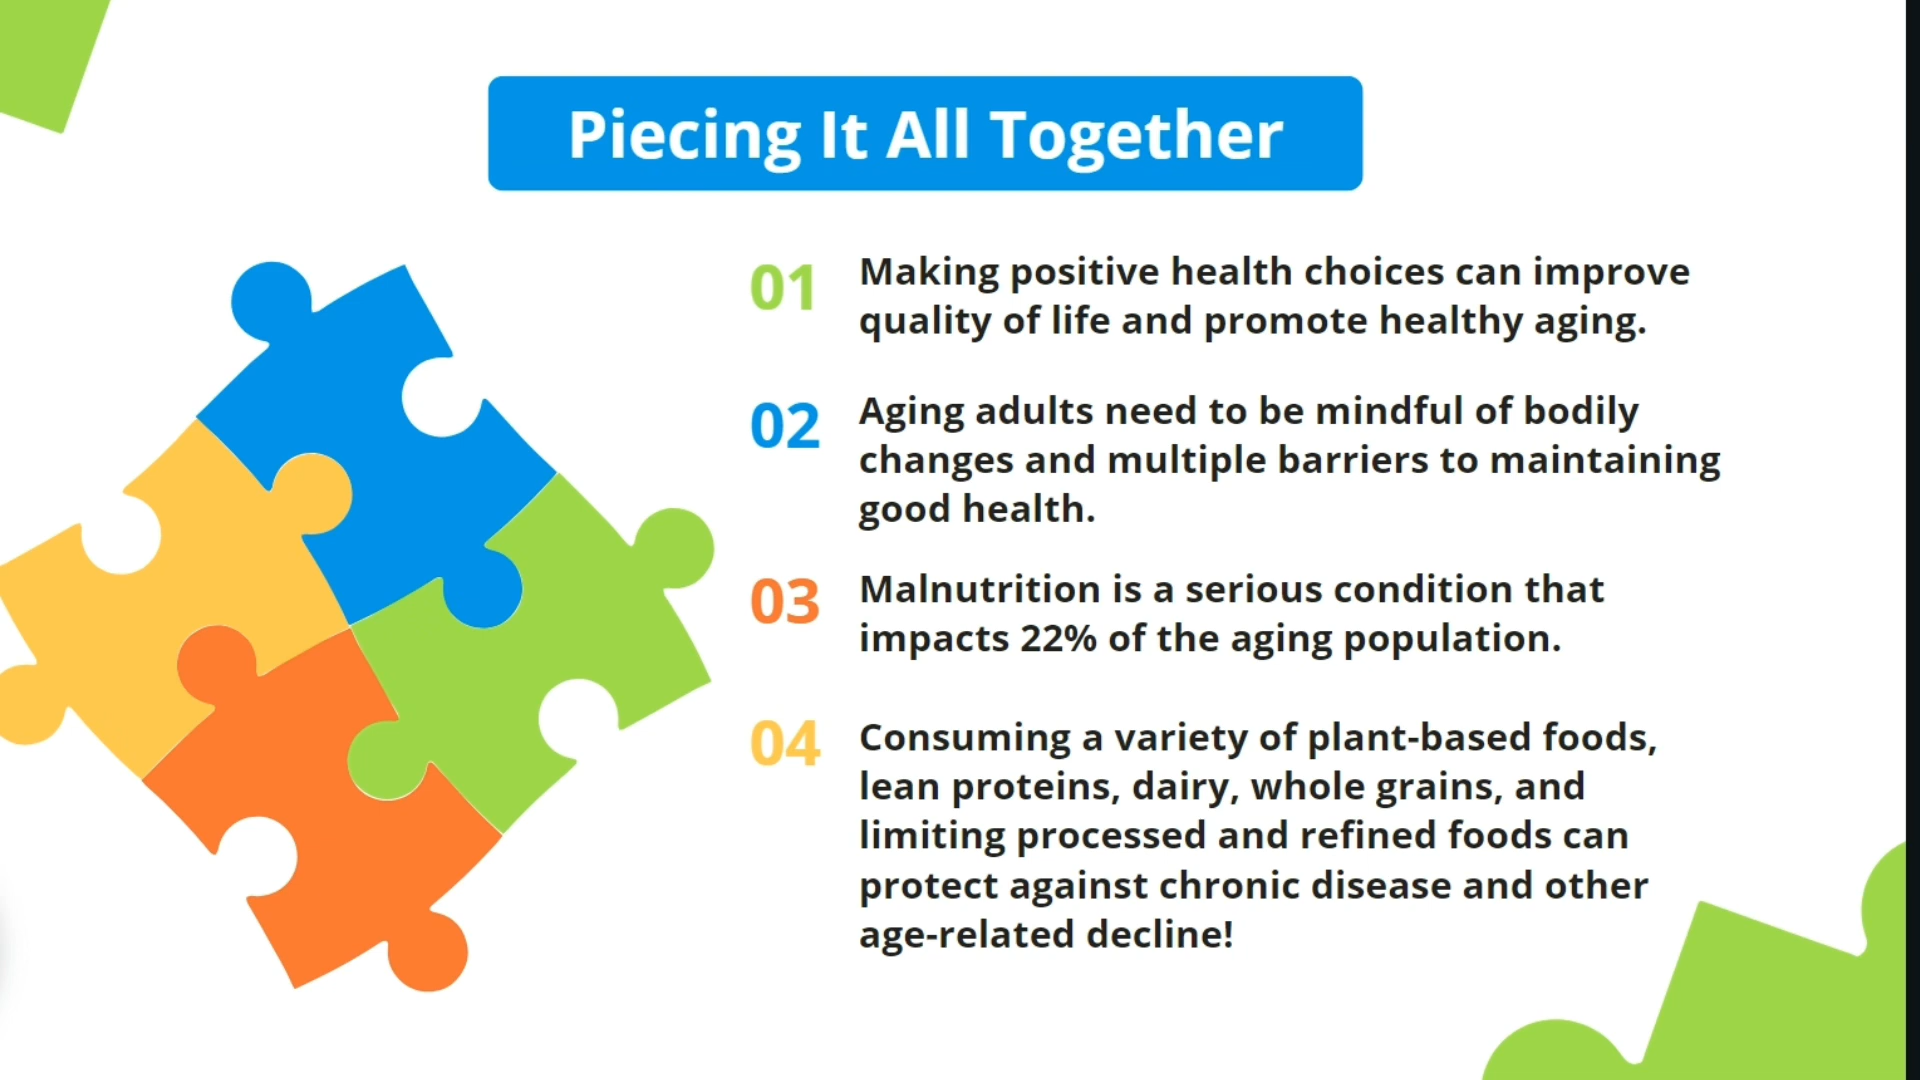 Piecing It All Together
01
Making positive health choices can improve
quality of life and promote healthy aging.
02
Aging adults need to be mindful of bodily
changes and multiple barriers to maintaining
good health.
03
Malnutrition is a serious condition that
impacts 22% of the aging population.
04
Consuming a variety of plant-based foods,
lean proteins, dairy, whole grains, and
limiting processed and refined foods can
protect against chronic disease and other
age-related decline!